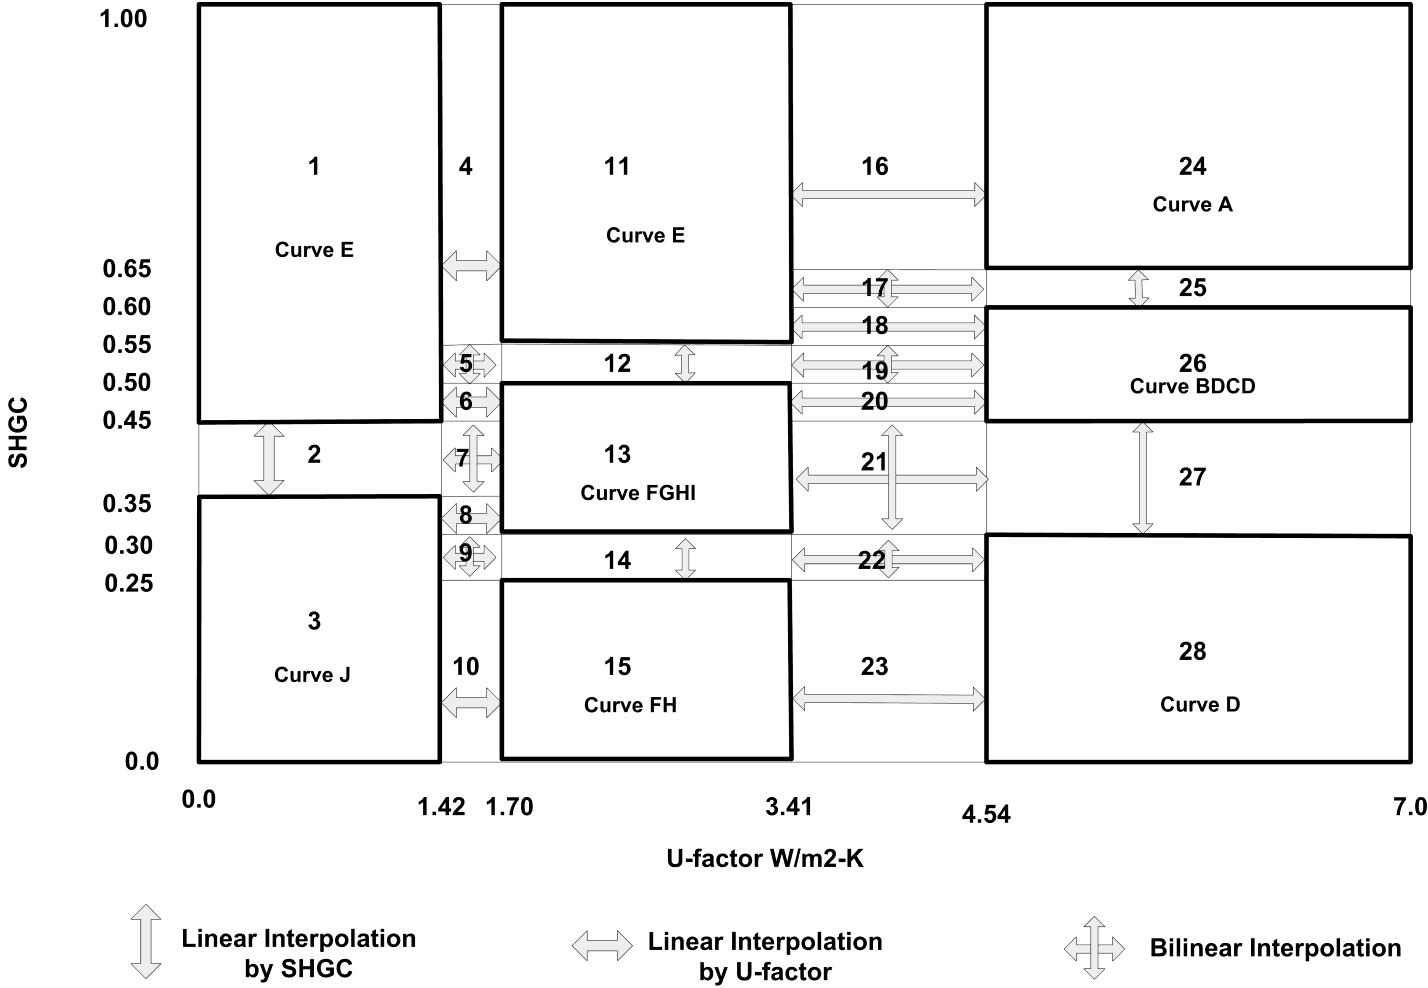 1.00
1
4
11
16
24
Curve A
Curve E
Curve E
0.65
17
25
0.60
18
0.55
5
12
19
26
0.50
Curve BDCD
6
20
0.45
SHGC
2
7
13
21
27
Curve FGHI
0.35
8
0.30
9
14
22
0.25
3
10
15
23
28
Curve J
Curve FH
Curve D
0.0
0.0
1.42
1.70
3.41
4.54
7.0
U-factor W/m2-K
Linear Interpolation
by SHGC
Linear Interpolation
by U-factor
Bilinear Interpolation